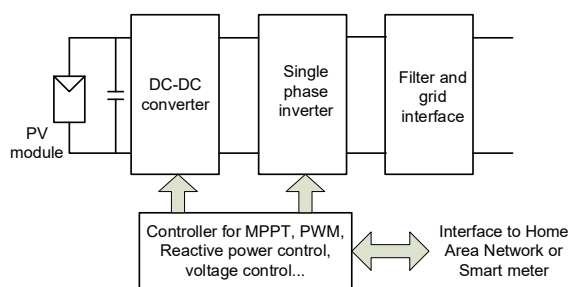 PV
module
DC-DC
converter
Single
phase
inverter
Filter and
grid
interface
Controller for MPPT, PWM,
Reactive power control,
voltage control...
Interface to Home
Area Network or
Smart meter